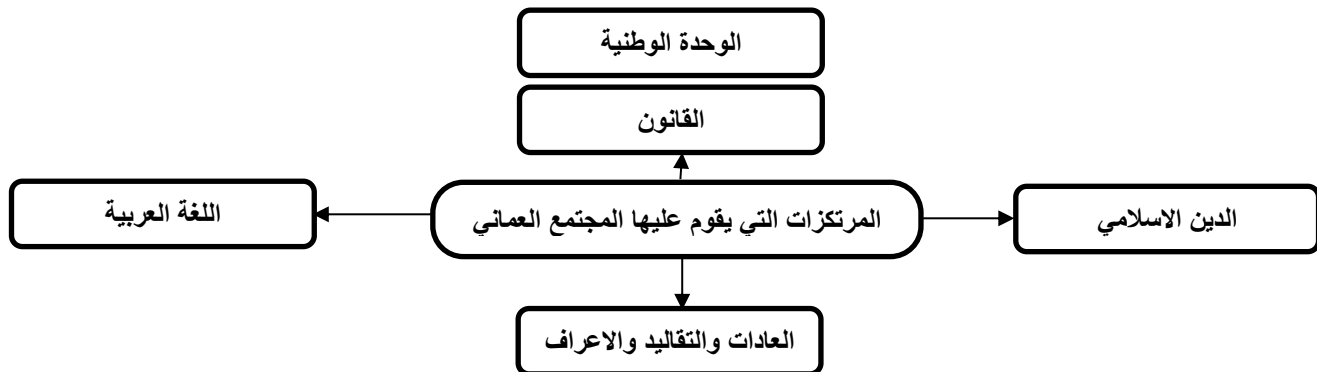 الوحدة الوطنية
القانون
الدين الاسلامي
المرتكزات التي يقوم عليها المجتمع العماني
اللغة العربية
العادات والتقاليد والاعراف